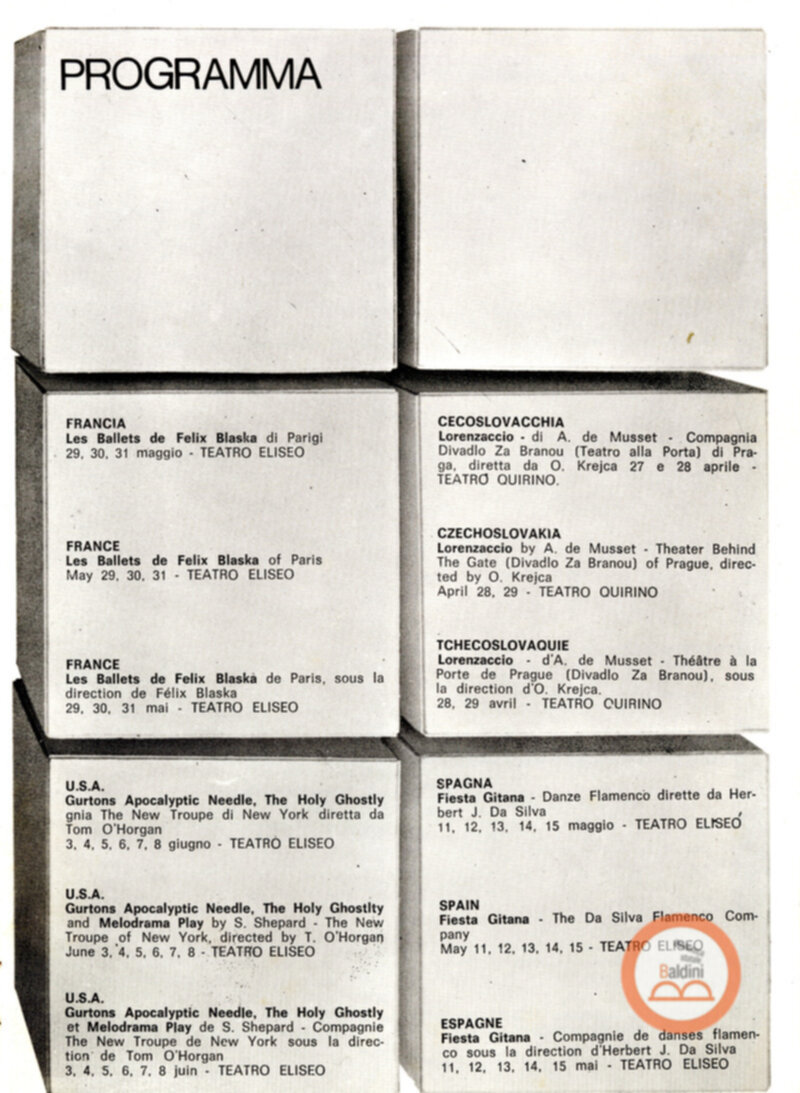 PROGRAMMA
FRANCIA
Les Ballets de Felix Blaska di Parigi
29, 30, 31 maggio - TEATRO ELISEO
FRANCE
Les Ballets de Felix Blaska of Paris
May 29, 30, 31 - TEATRO ELISEO
FRANCE
Les Ballets de Felix Blaska de Paris, sous la
direction de Félix Blaska
29, 30, 31 mai - TEATRO ELISEO
CECOSLOVACCHIA
Lorenzaccio - di A. de Musset - Compagnia
Divadlo Za Branou (Teatro alla Porta) di Pra-
ga, diretta da O. Krejca 27 e 28 aprile -
TEATRO QUIRINO.
CZECHOSLOVAKIA
Lorenzaccio by A. de Musset - Theater Behind
The Gate (Divadlo Za Branou) of Prague, direc-
ted by O. Krejca
April 28, 29 - TEATRO QUIRINO
TCHECOSLOVAQUIE
Lorenzaccio - d'A. de Musset - Théâtre à la
Porte de Prague (Divadlo Za Branou), sous
la direction d'O. Krejca.
28, 29 avril - TEATRO QUIRINO
U.S.A.
Gurtons Apocalyptic Needle, The Holy Ghostly
gnia The New Troupe di New York diretta da
Tom O'Horgan
3, 4, 5, 6, 7, 8 giugno - TEATRO ELISEO
U.S.A.
Gurtons Apocalyptic Needle, The Holy Ghostlty
and Melodrama Play by S. Shepard - The New
Troupe of New York, directed by T. O'Horgan
June 3, 4, 5, 6, 7, 8 - TEATRO ELISEO
U.S.A.
Gurtons Apocalyptic Needle, The Holy Ghostly
et Melodrama Play de S. Shepard - Compagnie
The New Troupe de New York sous la direc-
tion de Tom O'Horgan
3, 4, 5, 6, 7, 8 juin - TEATRO ELISEO
SPAGNA
Fiesta Gitana - Danze Flamenco dirette da Her-
bert J. Da Silva
11, 12, 13, 14, 15 maggio - TEATRO ELISEO
SPAIN
Fiesta Gitana - The Da Silva Flamenco Com-
pany
May 11, 12, 13, 14, 15 - TEATRO ELISEO
ESPAGNE
Fiesta Gitana - Compagnie de danses flamen-
co sous la direction d'Herbert J. Da Silva
11, 12, 13, 14, 15 mai - TEATRO ELISEO
Baldini